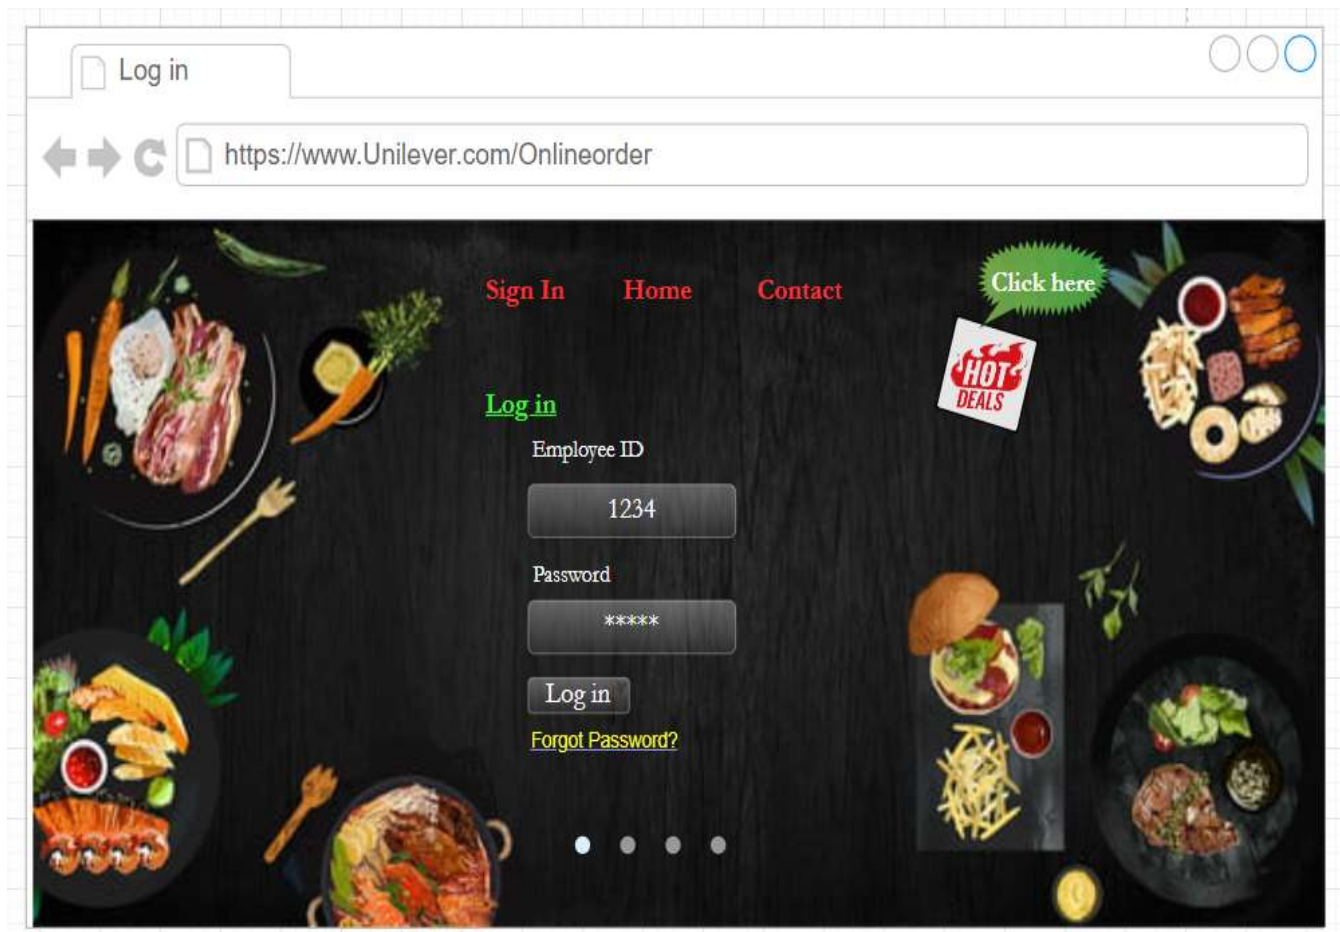 Log in
https://www.Unilever.com/Onlineorder
Sign In Home Contact
Click here
HOT
DEALS
Log in
Employee ID
1234
Password
*****
Log in
Forgot Password?